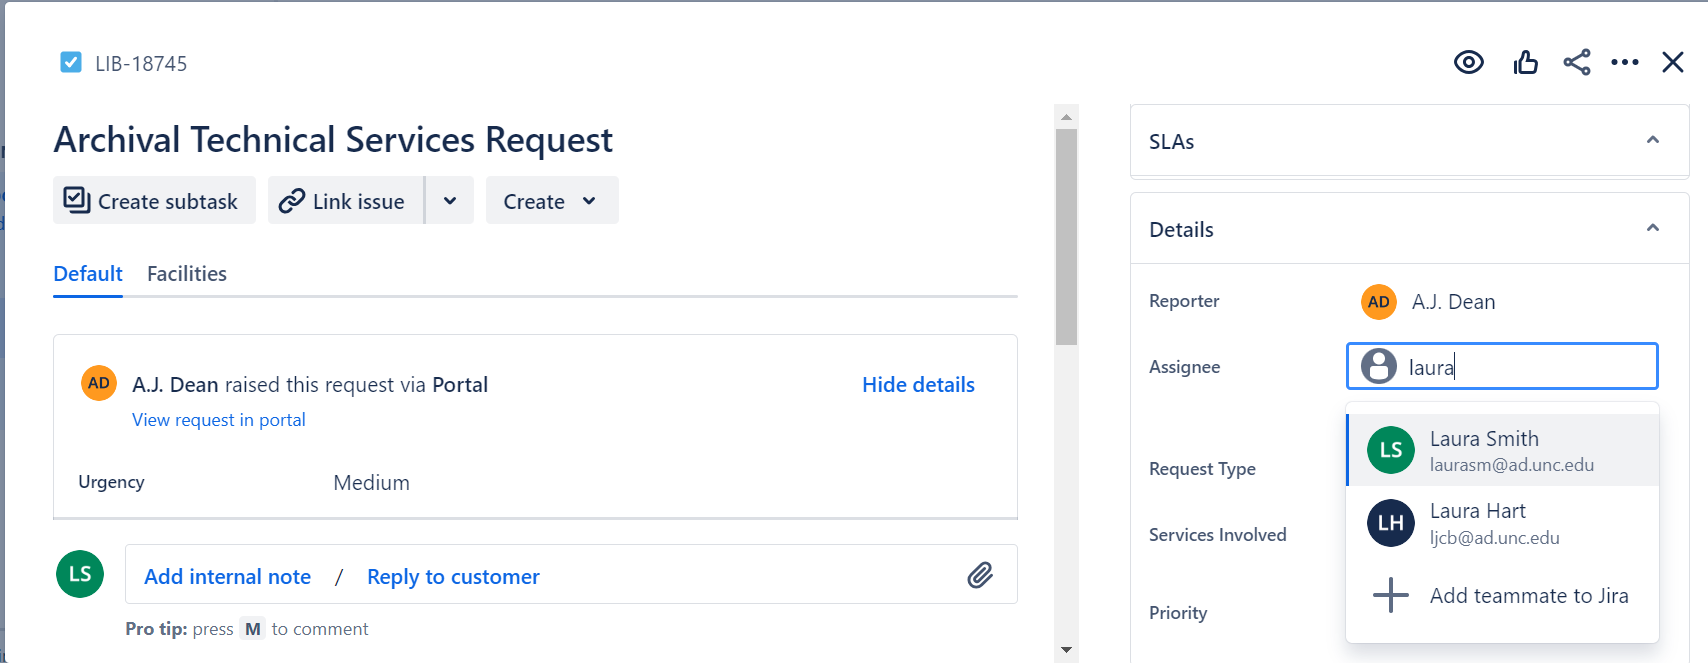 LIB-18745
Archival Technical Services Request
Create subtask
Link issue
Create
Default
Facilities
AD
A.J. Dean raised this request via Portal
Hide details
View request in portal
Urgency
Medium
LS
Add internal note / Reply to customer
Pro tip: press M to comment
SLAs
Details
Reporter
AD
A.J. Dean
Assignee
laura
LS
Laura Smith
laurasm@ad.unc.edu
LH
Laura Hart
ljcb@ad.unc.edu
Add teammate to Jira
Request Type
Services Involved
Priority